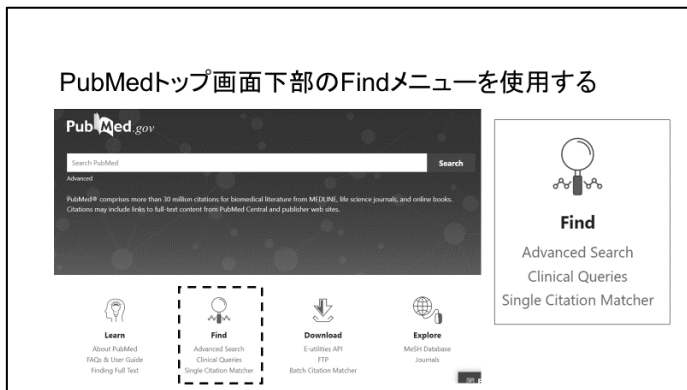 PubMedトップ画面下部のFindメニューを使用する
PubMed.gov
Search PubMed
Search
Advanced
PubMed® comprises more than 30 million citations for biomedical literature from MEDLINE, life science journals, and online books.
Citations may include links to full-text content from PubMed Central and publisher web sites.
Learn
About PubMed
FAQs & User Guide
Finding Full Text
Find
Advanced Search
Clinical Queries
Single Citation Matcher
Download
E-utilities API
FTP
Batch Citation Matcher
Explore
MeSH Database
Journals
Find
Advanced Search
Clinical Queries
Single Citation Matcher